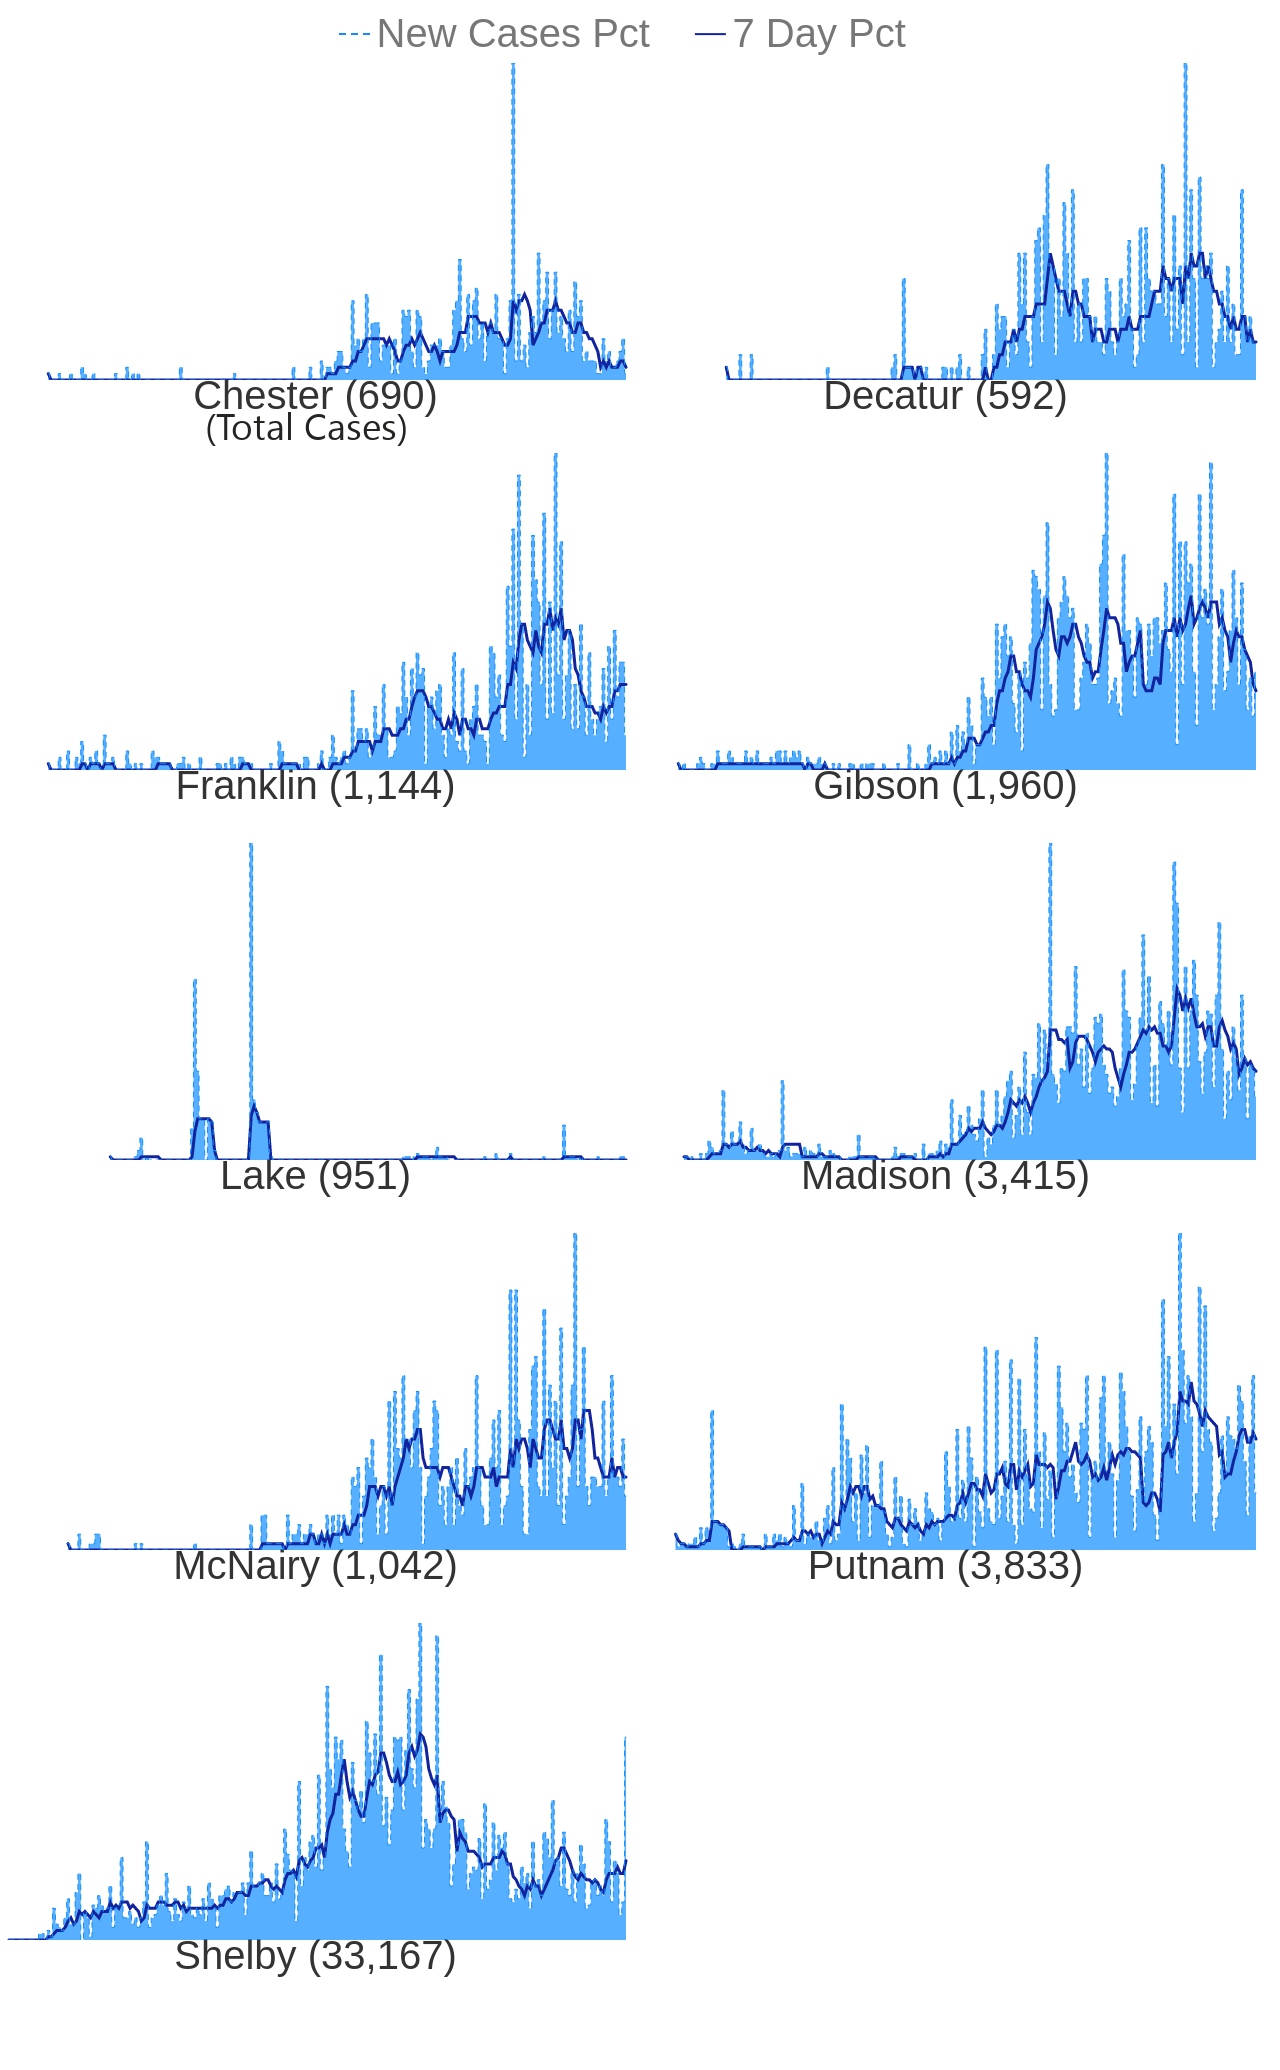 New Cases Pct 7 Day Pct
Chester (690) Decatur (592)
(Total Cases)
Franklin (1,144) Gibson (1,960)
Lake (951) Madison (3,415)
McNairy (1,042) Putnam (3,833)
Shelby (33,167)